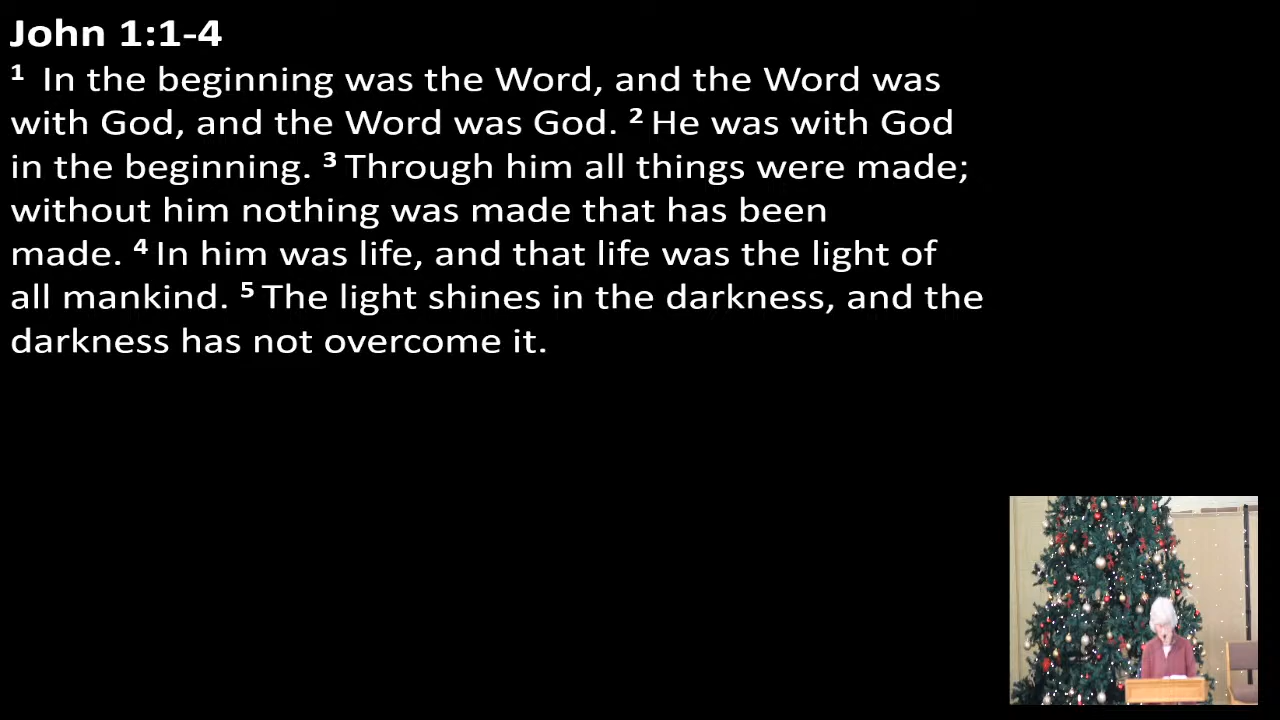 John 1:1-4
¹ In the beginning was the Word, and the Word was
with God, and the Word was God. ² He was with God
in the beginning. ³ Through him all things were made;
without him nothing was made that has been
made. ⁴ In him was life, and that life was the light of
all mankind. ⁵ The light shines in the darkness, and the
darkness has not overcome it.